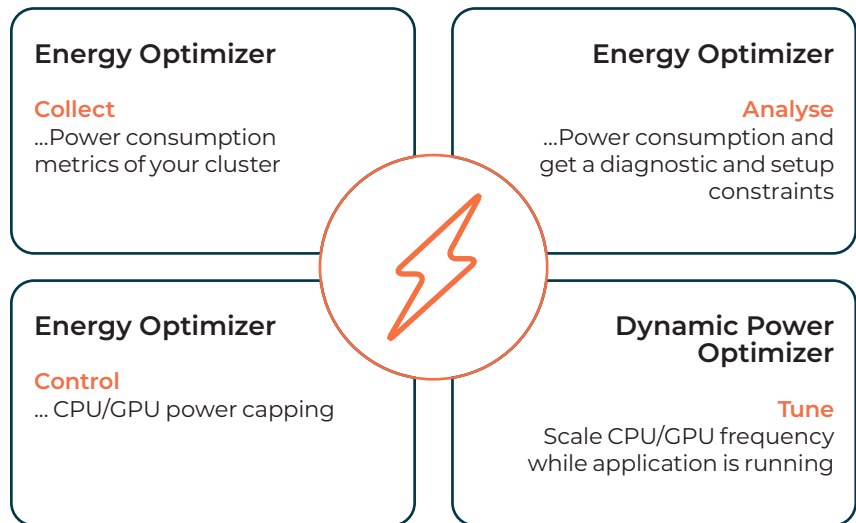 Energy Optimizer
Collect
...Power consumption
metrics of your cluster
Energy Optimizer
Analyse
...Power consumption and
get a diagnostic and setup
constraints
Energy Optimizer
Control
... CPU/GPU power capping
Dynamic Power
Optimizer
Tune
Scale CPU/GPU frequency
while application is running